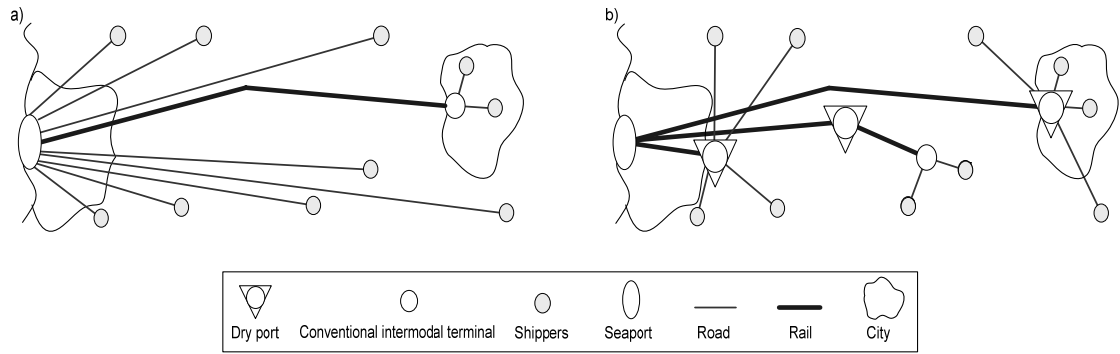 a)
b)
Dry port
Conventional intermodal terminal
Shippers
Seaport
Road
Rail
City